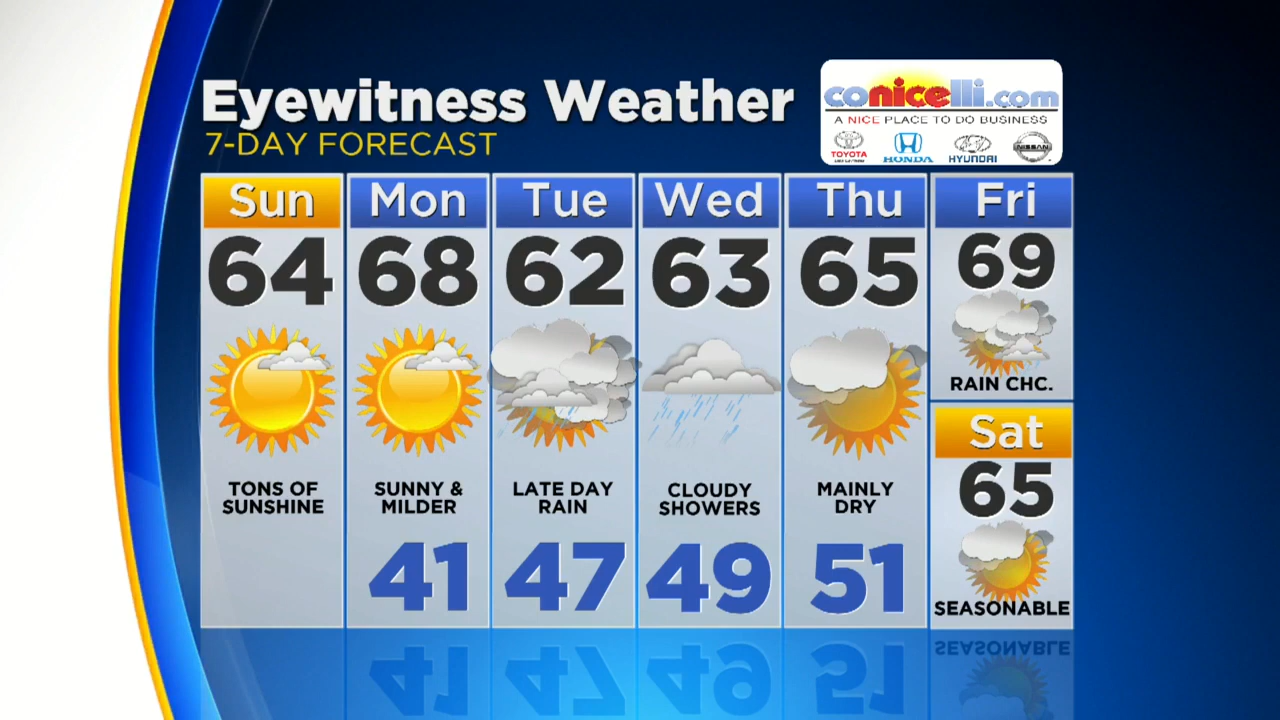 Eyewitness Weather
7-DAY FORECAST
conicelli.com
A NICE PLACE TO DO BUSINESS
TOYOTA
HONDA
HYUNDAI
NISSAN
Sun
64
TONS OF
SUNSHINE
Mon
68
SUNNY &
MILDER
41
Tue
62
LATE DAY
RAIN
47
Wed
63
CLOUDY
SHOWERS
49
Thu
65
MAINLY
DRY
51
Fri
69
RAIN CHC.
Sat
65
SEASONABLE